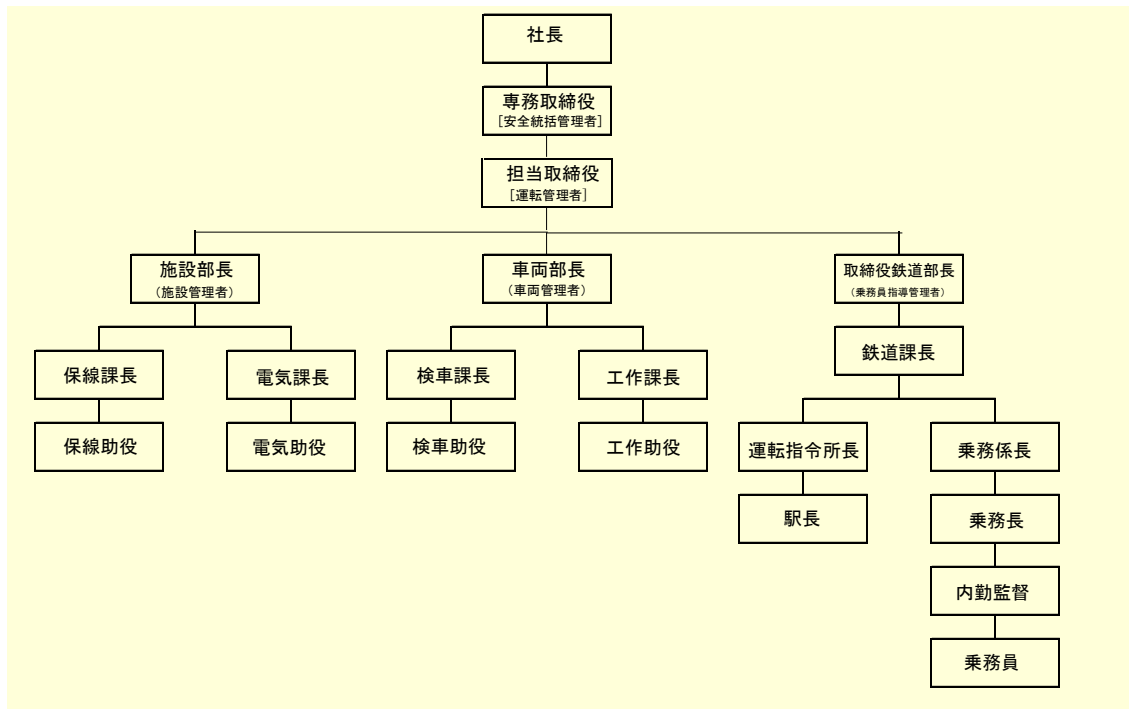 社長
専務取締役
[安全統括管理者]
担当取締役
[運転管理者]
施設部長
(施設管理者)
車両部長
(車両管理者)
取締役鉄道部長
(乗務員指導管理者)
鉄道課長
保線課長
電気課長
検車課長
工作課長
保線助役
電気助役
検車助役
工作助役
運転指令所長
乗務係長
駅長
乗務長
内勤監督
乗務員